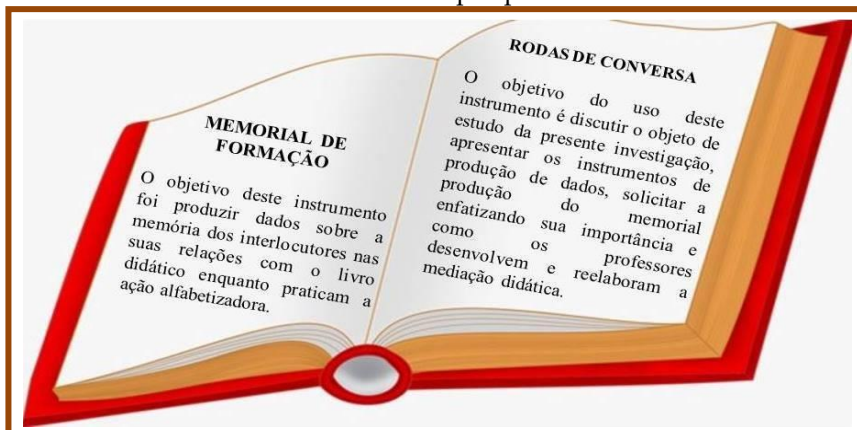 MEMORIAL DE
FORMAÇÃO
O objetivo deste instrumento
foi produzir dados sobre a
memória dos interlocutores nas
suas relações com o livro
didático enquanto praticam a
ação alfabetizadora.
RODAS DE CONVERSA
O objetivo do uso deste
instrumento é discutir o objeto de
estudo da presente investigação,
apresentar os instrumentos de
produção de dados, solicitar a
produção do memorial
enfatizando sua importância e
como os professores
desenvolvem e reelaboram a
mediação didática.